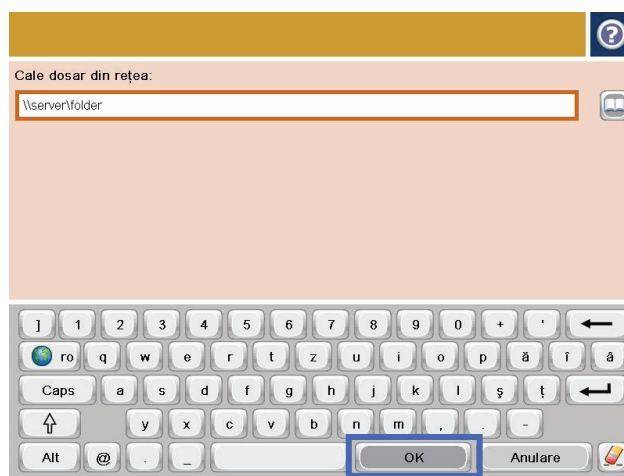 ?
Cale dosar din rețea:
\\server\folder
] 1 2 3 4 5 6 7 8 9 0 + '
ro q w e r t z u i o p ă î â
Caps a s d f g h j k l ș ț
y x c v b n m , . -
Alt @ . _ OK Anulare